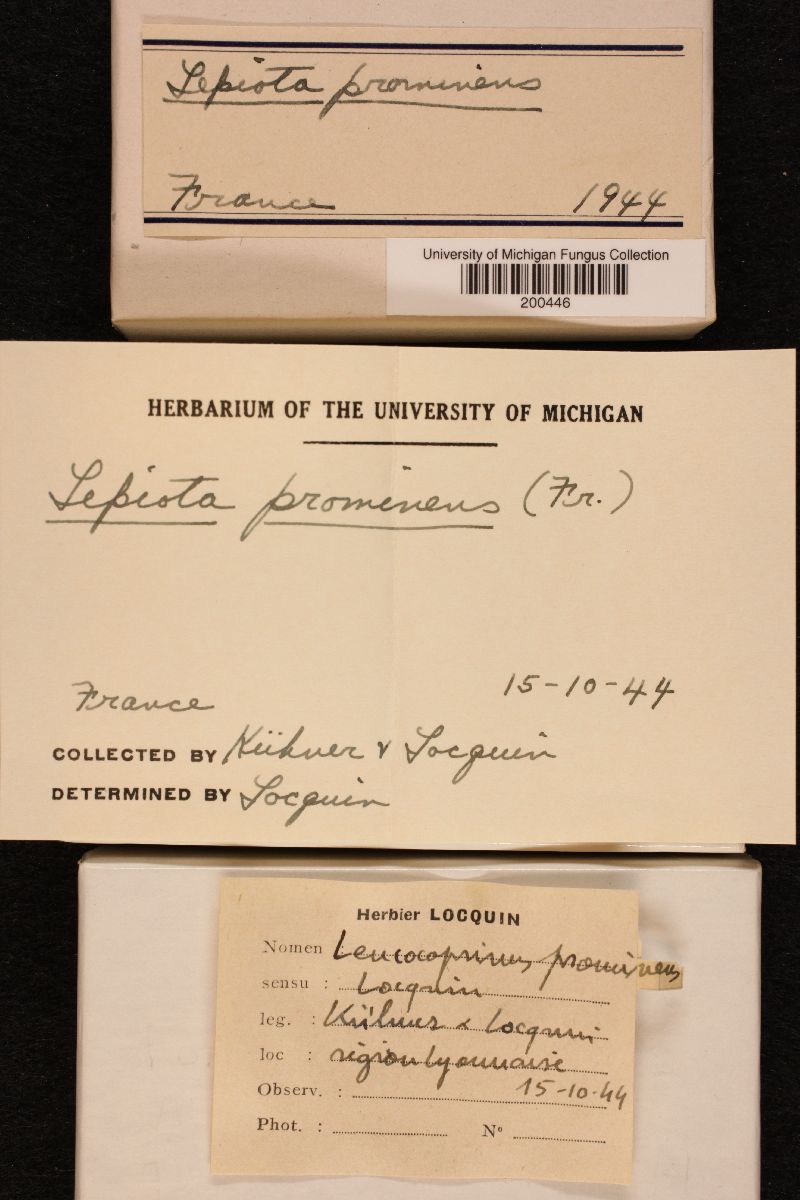 Lepiota prominens
France 1944
University of Michigan Fungus Collection
200446
HERBARIUM OF THE UNIVERSITY OF MICHIGAN
Lepiota prominens (Fr.)
France 15-10-44
COLLECTED BY Kühner & Locquin
DETERMINED BY Locquin
Herbier LOCQUIN
Nomen : Leucocoprinus prominens
sensu : Locquin
leg. : Kühner & Locquin
loc : région lyonnaise
Observ. : 15-10-44
Phot. : N°